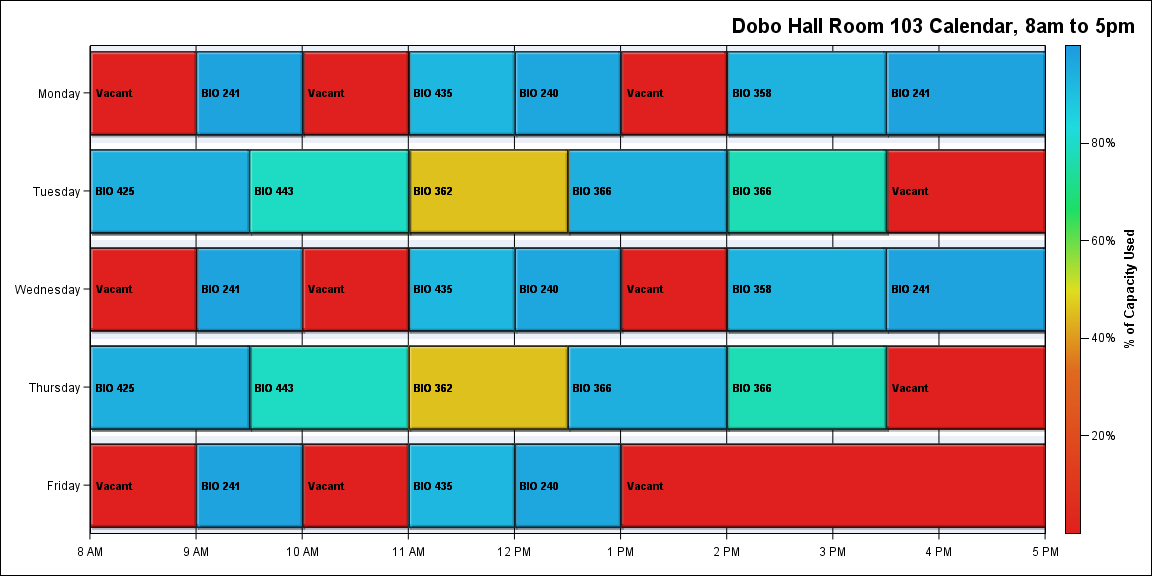 Dobo Hall Room 103 Calendar, 8am to 5pm
Monday
Vacant
BIO 241
Vacant
BIO 435
BIO 240
Vacant
BIO 358
BIO 241
Tuesday
BIO 425
BIO 443
BIO 362
BIO 366
BIO 366
Vacant
Wednesday
Vacant
BIO 241
Vacant
BIO 435
BIO 240
Vacant
BIO 358
BIO 241
Thursday
BIO 425
BIO 443
BIO 362
BIO 366
BIO 366
Vacant
Friday
Vacant
BIO 241
Vacant
BIO 435
BIO 240
Vacant
8 AM
9 AM
10 AM
11 AM
12 PM
1 PM
2 PM
3 PM
4 PM
5 PM
80%
60%
40%
20%
% of Capacity Used